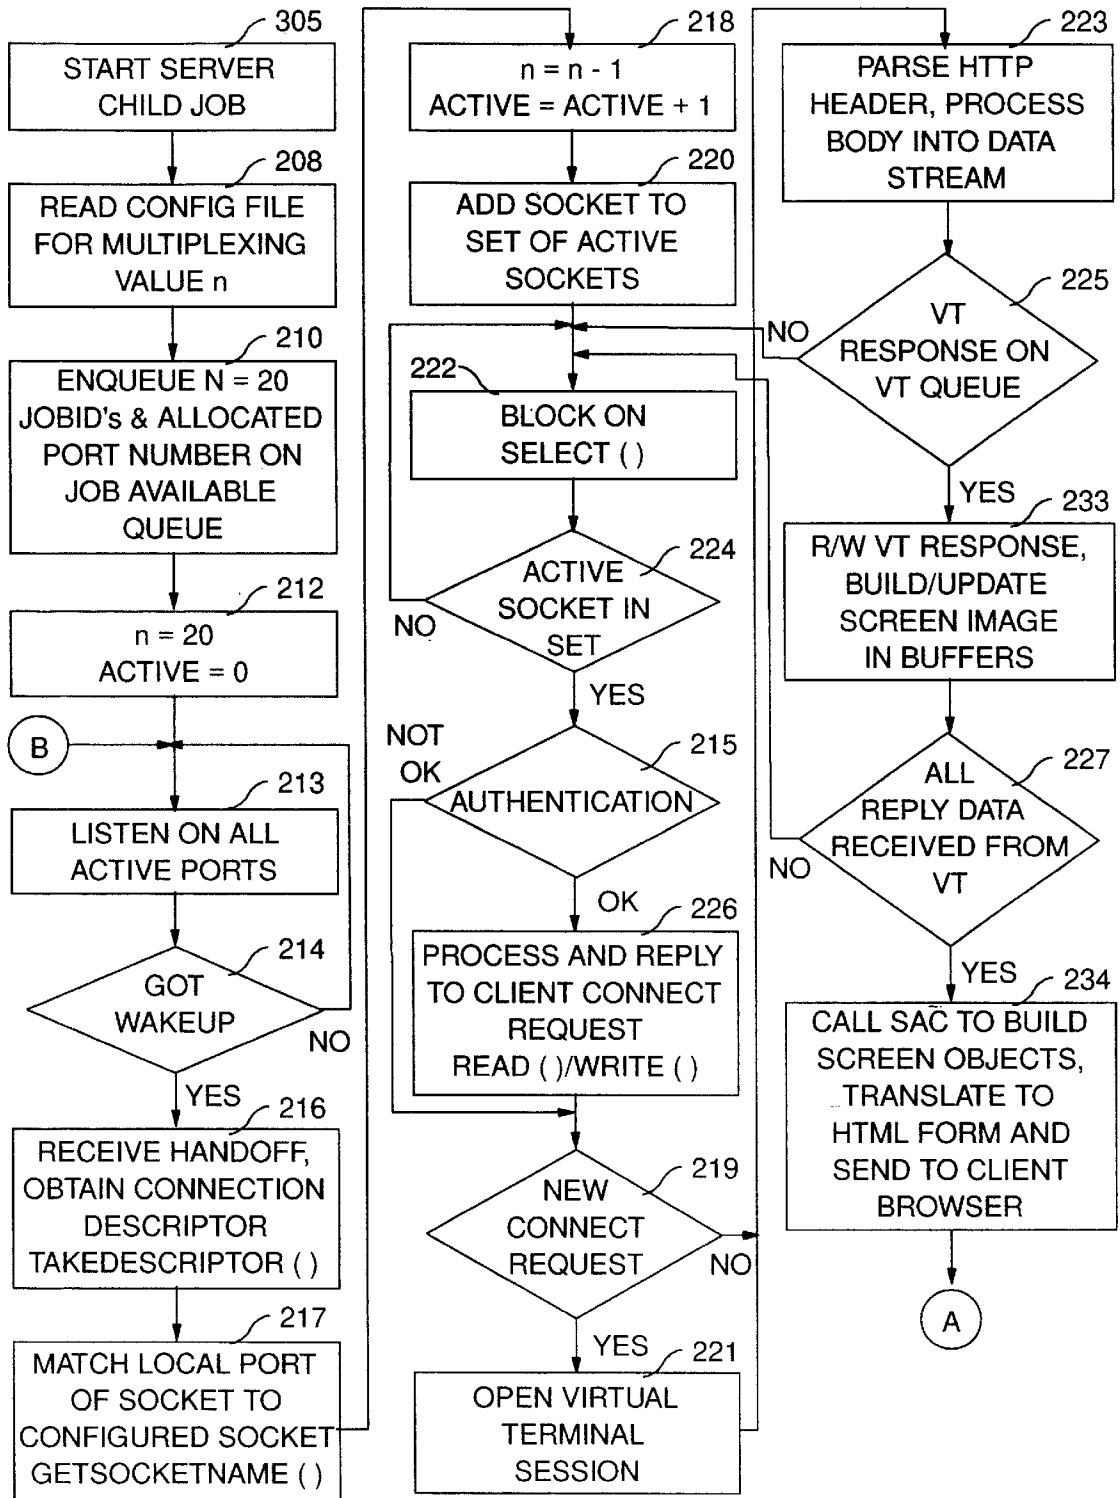 305
START SERVER
CHILD JOB
208
READ CONFIG FILE
FOR MULTIPLEXING
VALUE n
210
ENQUEUE N = 20
JOBID's & ALLOCATED
PORT NUMBER ON
JOB AVAILABLE
QUEUE
212
n = 20
ACTIVE = 0
B
213
LISTEN ON ALL
ACTIVE PORTS
214
GOT
WAKEUP
NO
YES
216
RECEIVE HANDOFF,
OBTAIN CONNECTION
DESCRIPTOR
TAKEDESCRIPTOR ( )
217
MATCH LOCAL PORT
OF SOCKET TO
CONFIGURED SOCKET
GETSOCKETNAME ( )
218
n = n - 1
ACTIVE = ACTIVE + 1
220
ADD SOCKET TO
SET OF ACTIVE
SOCKETS
222
BLOCK ON
SELECT ( )
224
ACTIVE
SOCKET IN
SET
NO
YES
215
NOT
OK
AUTHENTICATION
OK
226
PROCESS AND REPLY
TO CLIENT CONNECT
REQUEST
READ ( )/WRITE ( )
219
NEW
CONNECT
REQUEST
NO
YES
221
OPEN VIRTUAL
TERMINAL
SESSION
223
PARSE HTTP
HEADER, PROCESS
BODY INTO DATA
STREAM
225
VT
RESPONSE ON
VT QUEUE
NO
YES
233
R/W VT RESPONSE,
BUILD/UPDATE
SCREEN IMAGE
IN BUFFERS
227
ALL
REPLY DATA
RECEIVED FROM
VT
NO
YES
234
CALL SAC TO BUILD
SCREEN OBJECTS,
TRANSLATE TO
HTML FORM AND
SEND TO CLIENT
BROWSER
A